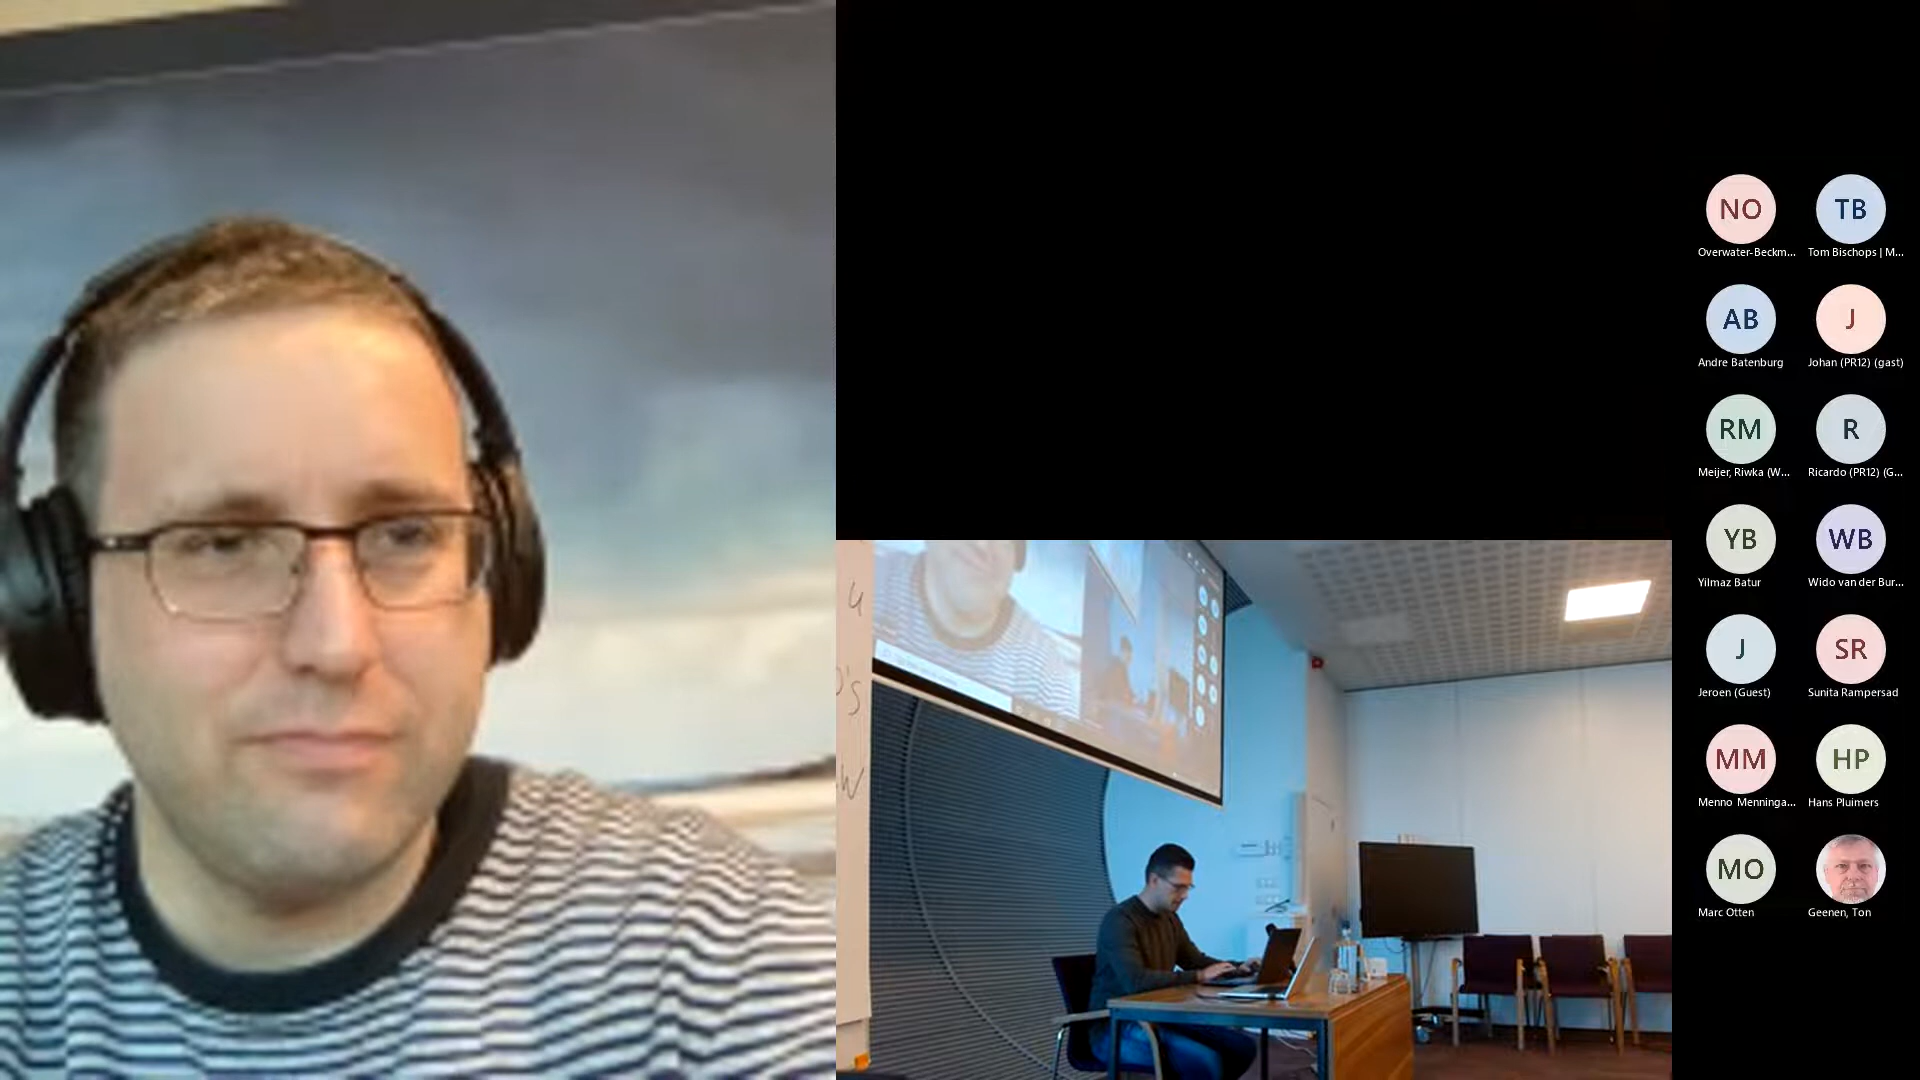 NO
TB
Overwater-Beckm...
Tom Bischops | M...
AB
J
Andre Batenburg
Johan (PR12) (gast)
RM
R
Meijer, Riwka (W...
Ricardo (PR12) (G...
YB
WB
Yilmaz Batur
Wido van der Bur...
J
SR
Jeroen (Guest)
Sunita Rampersad
MM
HP
Menno Menninga...
Hans Pluimers
MO
Marc Otten
Geenen, Ton